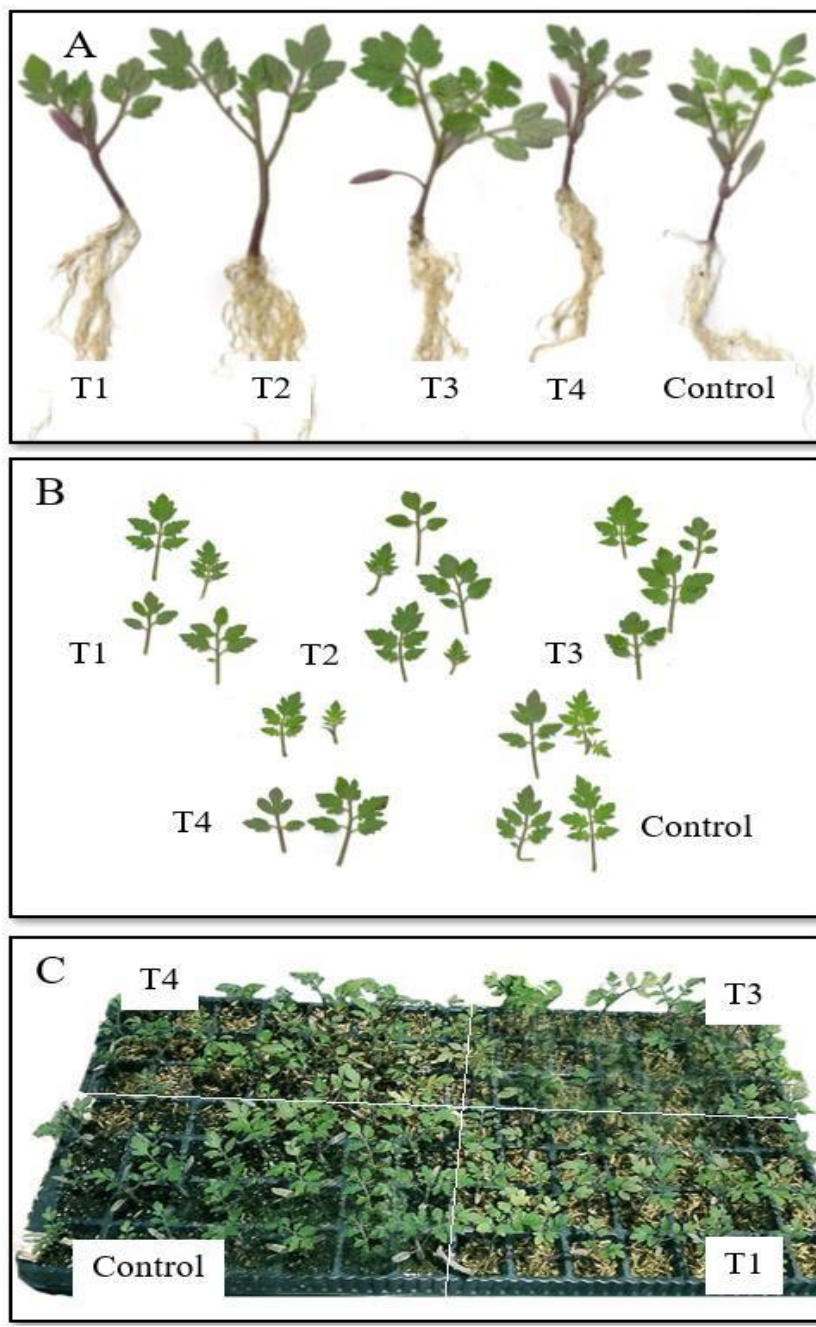 A
T1 T2 T3 T4 Control
B
T1 T2 T3
T4 Control
C
T4 T3
Control T1